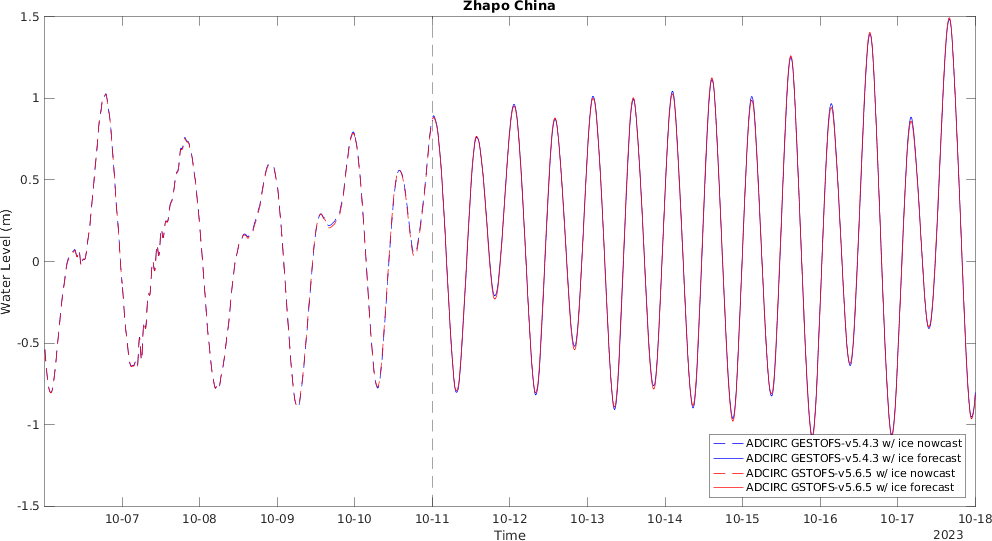 Zhapo China
1.5
1
0.5
0
-0.5
-1
-1.5
Water Level (m)
ADCIRC GESTOFS-v5.4.3 w/ ice nowcast
ADCIRC GESTOFS-v5.4.3 w/ ice forecast
ADCIRC GSTOFS-v5.6.5 w/ ice nowcast
ADCIRC GSTOFS-v5.6.5 w/ ice forecast
10-07 10-08 10-09 10-10 10-11 10-12 10-13 10-14 10-15 10-16 10-17 10-18
Time
2023